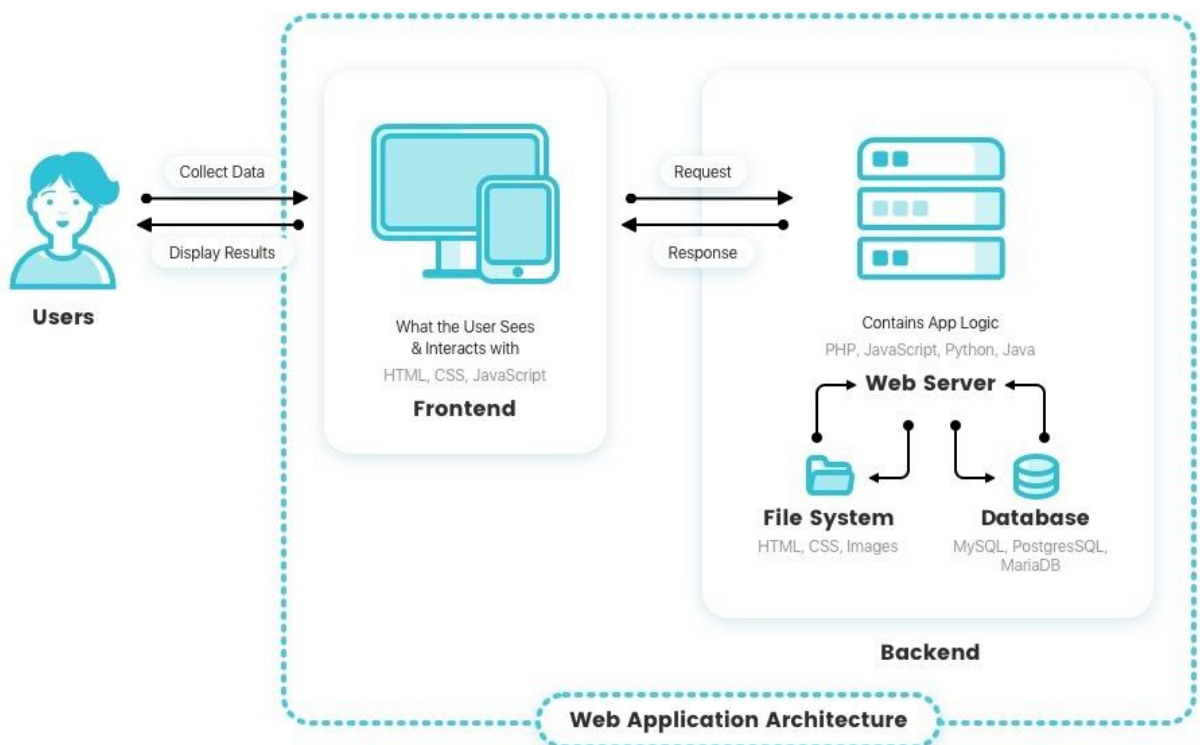 Collect Data
Display Results
Users
What the User Sees
& Interacts with
HTML, CSS, JavaScript
Frontend
Request
Response
Contains App Logic
PHP, JavaScript, Python, Java
Web Server
File System
HTML, CSS, Images
Database
MySQL, PostgresSQL,
MariaDB
Backend
Web Application Architecture